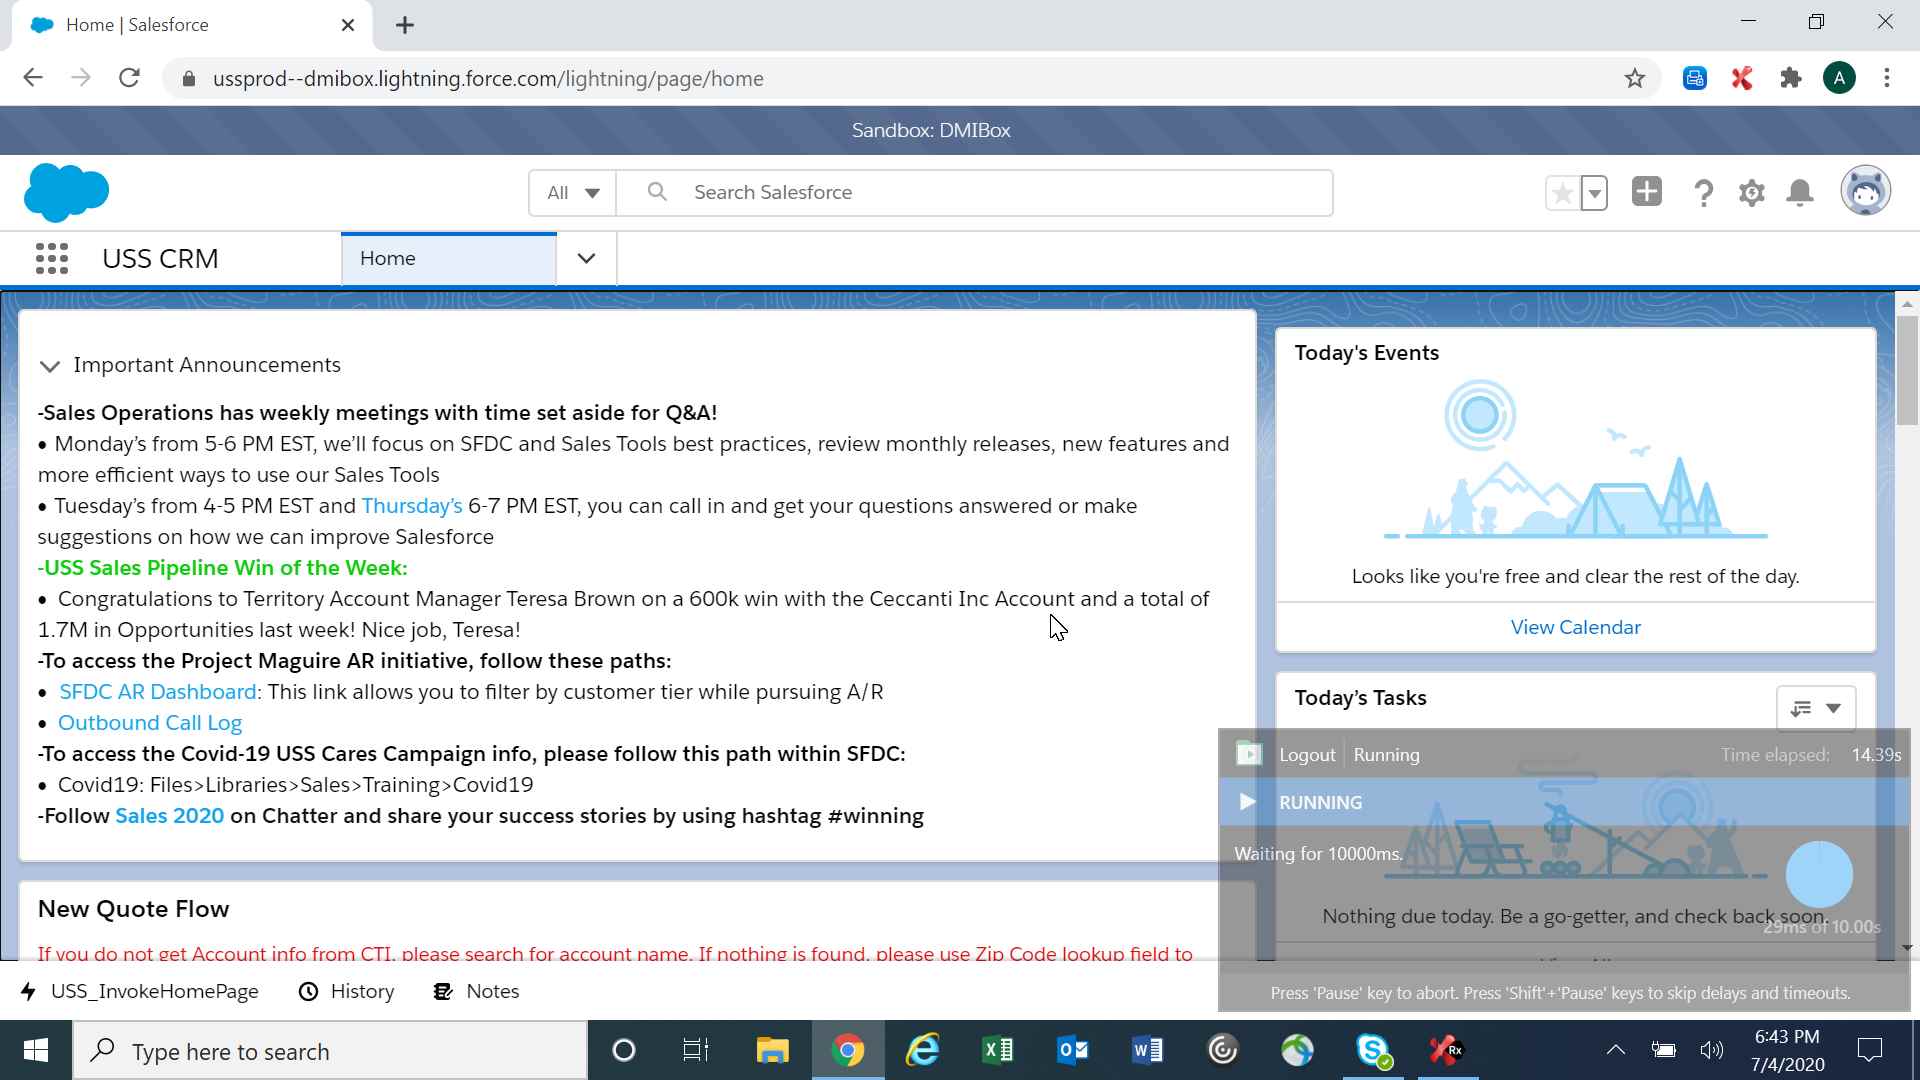 Home | Salesforce
ussprod--dmibox.lightning.force.com/lightning/page/home
A
Sandbox: DMIBox
All
Search Salesforce
USS CRM
Home
Important Announcements
-Sales Operations has weekly meetings with time set aside for Q&A!
• Monday's from 5-6 PM EST, we'll focus on SFDC and Sales Tools best practices, review monthly releases, new features and
more efficient ways to use our Sales Tools
• Tuesday's from 4-5 PM EST and Thursday's 6-7 PM EST, you can call in and get your questions answered or make
suggestions on how we can improve Salesforce
-USS Sales Pipeline Win of the Week:
• Congratulations to Territory Account Manager Teresa Brown on a 600k win with the Ceccanti Inc Account and a total of
1.7M in Opportunities last week! Nice job, Teresa!
-To access the Project Maguire AR initiative, follow these paths:
• SFDC AR Dashboard: This link allows you to filter by customer tier while pursuing A/R
• Outbound Call Log
-To access the Covid-19 USS Cares Campaign info, please follow this path within SFDC:
• Covid19: Files>Libraries>Sales>Training>Covid19
-Follow Sales 2020 on Chatter and share your success stories by using hashtag #winning
New Quote Flow
If you do not get Account info from CTI, please search for account name. If nothing is found, please use Zip Code lookup field to
Today's Events
Looks like you're free and clear the rest of the day.
View Calendar
Today's Tasks
Logout | Running
Time elapsed: 14.39s
RUNNING
Waiting for 10000ms.
Nothing due today. Be a go-getter, and check back soon.
29ms of 10.00s
Press 'Pause' key to abort. Press 'Shift'+'Pause' keys to skip delays and timeouts.
USS_InvokeHomePage
History
Notes
Type here to search
6:43 PM
7/4/2020